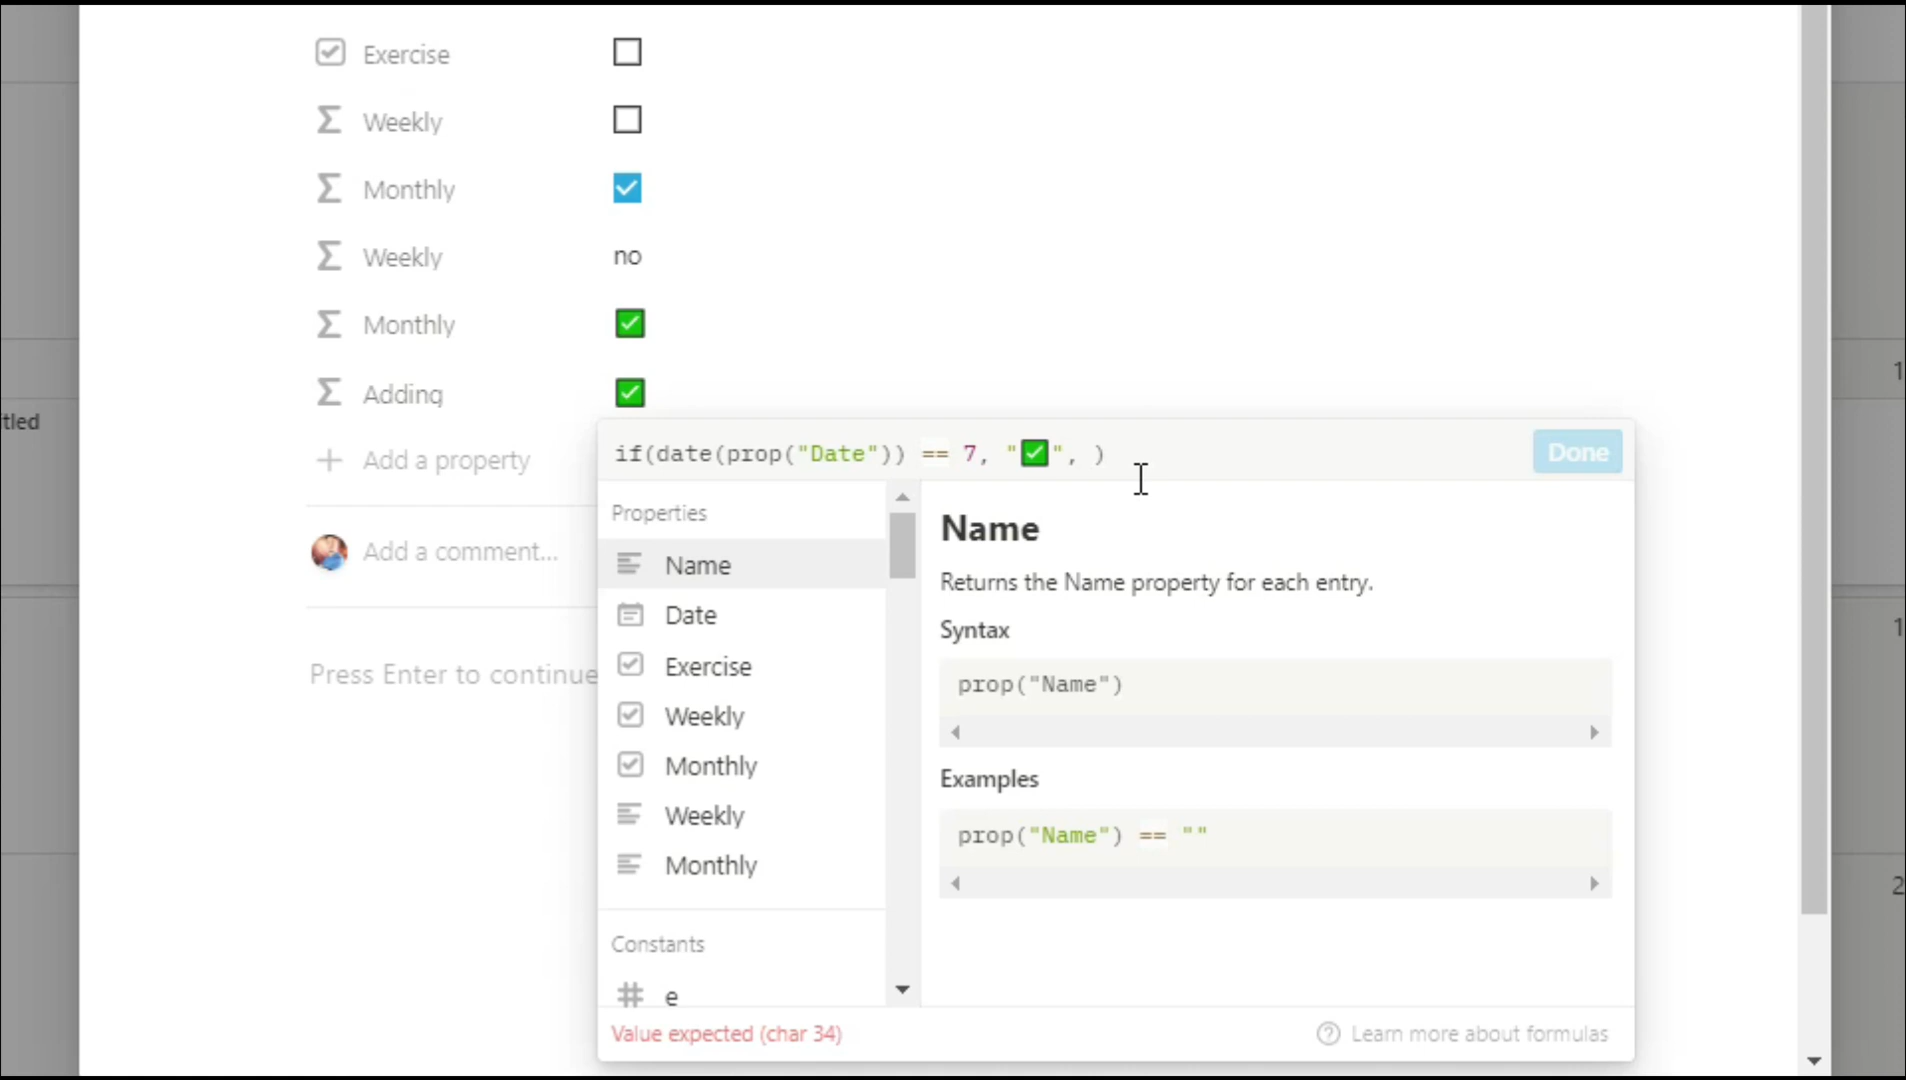 Exercise
Weekly
Monthly
Weekly no
Monthly ✅
Adding ✅
1
itled
Add a property
if(date(prop("Date")) == 7, "✅", )
Done
Properties
Name
Date
Exercise
Weekly
Monthly
Weekly
Monthly
Constants
e
Name
Returns the Name property for each entry.
Syntax
prop("Name")
Examples
prop("Name") == ""
Add a comment...
Press Enter to continue
1
2
Value expected (char 34)
Learn more about formulas